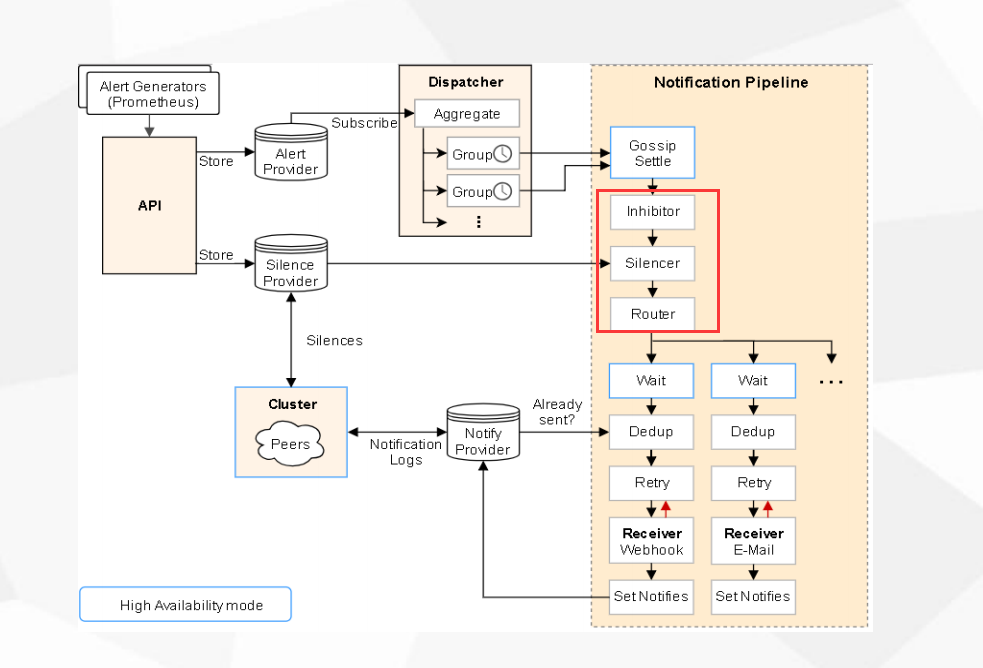 Alert Generators
(Prometheus)
API
Store
Alert
Provider
Subscribe
Dispatcher
Aggregate
Group
Group
Notification Pipeline
Gossip
Settle
Inhibitor
Silencer
Router
Store
Silence
Provider
Silences
Cluster
Peers
Notification
Logs
Notify
Provider
Already
sent?
Wait
Wait
...
Dedup
Dedup
Retry
Retry
Receiver
Webhook
Receiver
E-Mail
Set Notifies
Set Notifies
High Availability mode